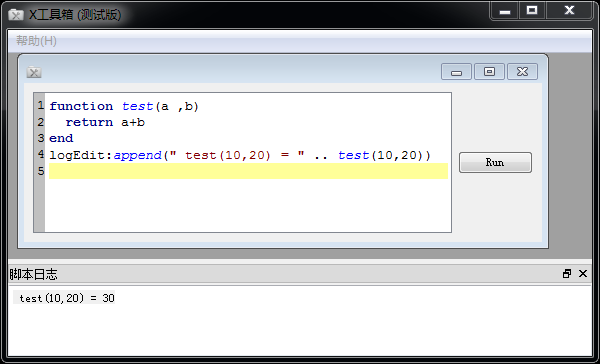 X工具箱 (测试版)
帮助(H)
1 function test(a ,b)
2   return a+b
3 end
4 logEdit:append(" test(10,20) = " .. test(10,20))
5
Run
脚本日志
test(10,20) = 30